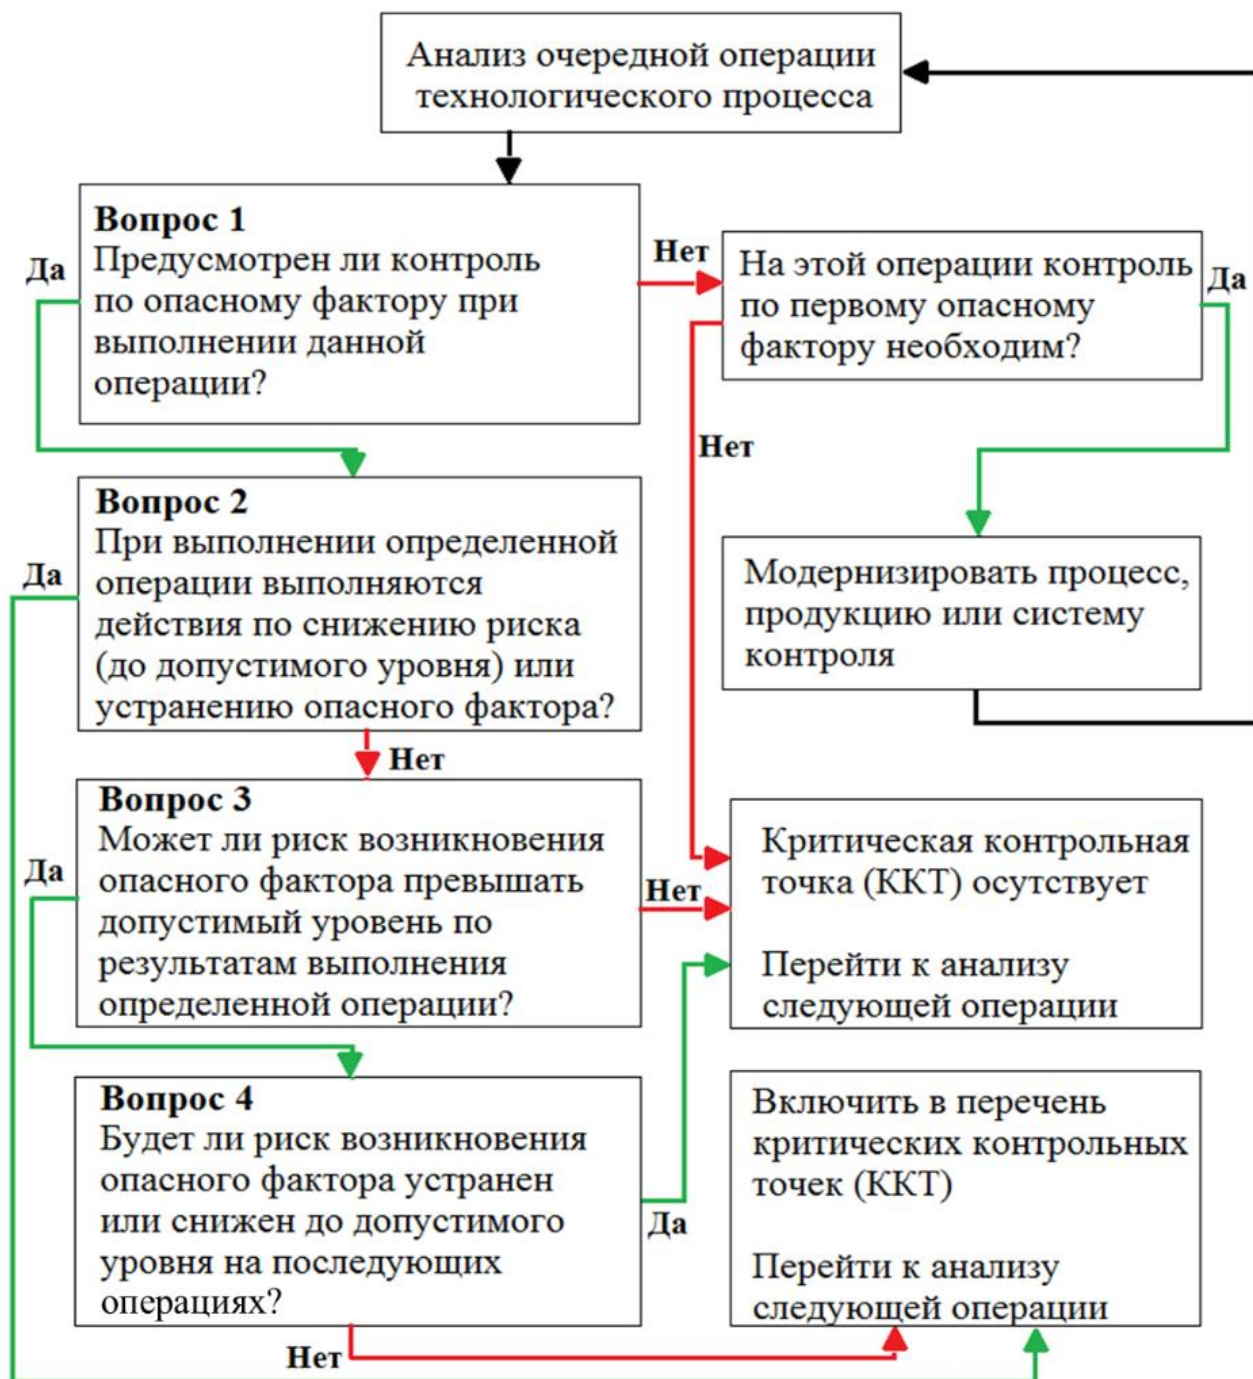 Анализ очередной операции
технологического процесса
Вопрос 1
Предусмотрен ли контроль
по опасному фактору при
выполнении данной
операции?
Да
Нет
На этой операции контроль
по первого опасному
фактору необходим?
Да
Нет
Вопрос 2
При выполнении определенной
операции выполняются
действия по снижению риска
(до допустимого уровня) или
устранению опасного фактора?
Да
Нет
Модернизировать процесс,
продукцию или систему
контроля
Вопрос 3
Может ли риск возникновения
опасного фактора превышать
допустимый уровень по
результатам выполнения
определенной операции?
Да
Нет
Критическая контрольная
точка (ККТ) осутствует
Перейти к анализу
следующей операции
Вопрос 4
Будет ли риск возникновения
опасного фактора устранен
или снижен до допустимого
уровня на последующих
операциях?
Да
Нет
Включить в перечень
критических контрольных
точек (ККТ)
Перейти к анализу
следующей операции